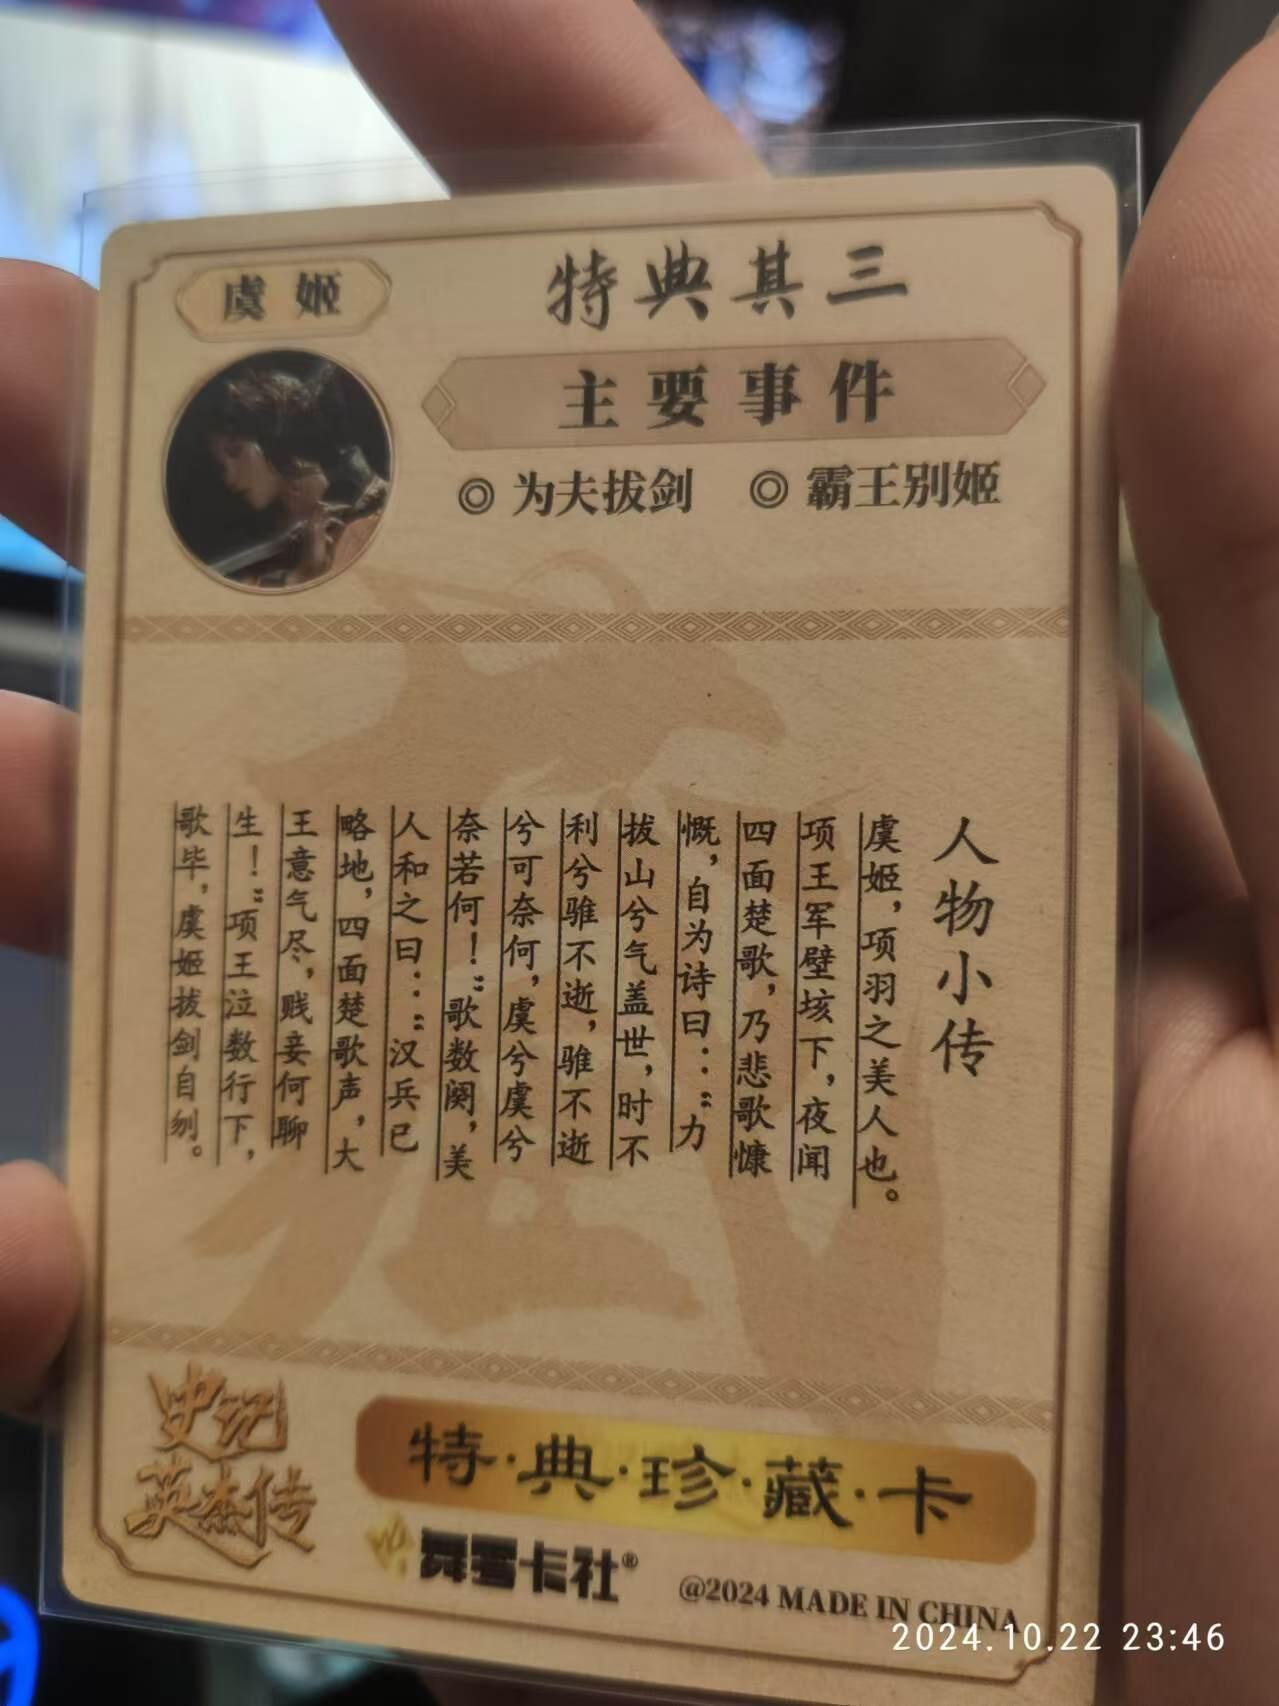 虞姬
特典其三
主要事件
◎ 为夫拔剑 ◎ 霸王别姬
人物小传
虞姬，项羽之美人也。
项王军壁垓下，夜闻
四面楚歌，乃悲歌慷
慨，自为诗曰：“力
拔山兮气盖世，时不
利兮骓不逝，骓不逝
兮可奈何，虞兮虞兮
奈若何！”歌数阕，美
人和之曰：“汉兵已
略地，四面楚歌声，大
王意气尽，贱妾何聊
生！”项王泣数行下，
歌毕，虞姬拔剑自刎。
史记
英杰传
特·典·珍·藏·卡
舞雩卡社®
@2024 MADE IN CHINA
2024.10.22 23:46